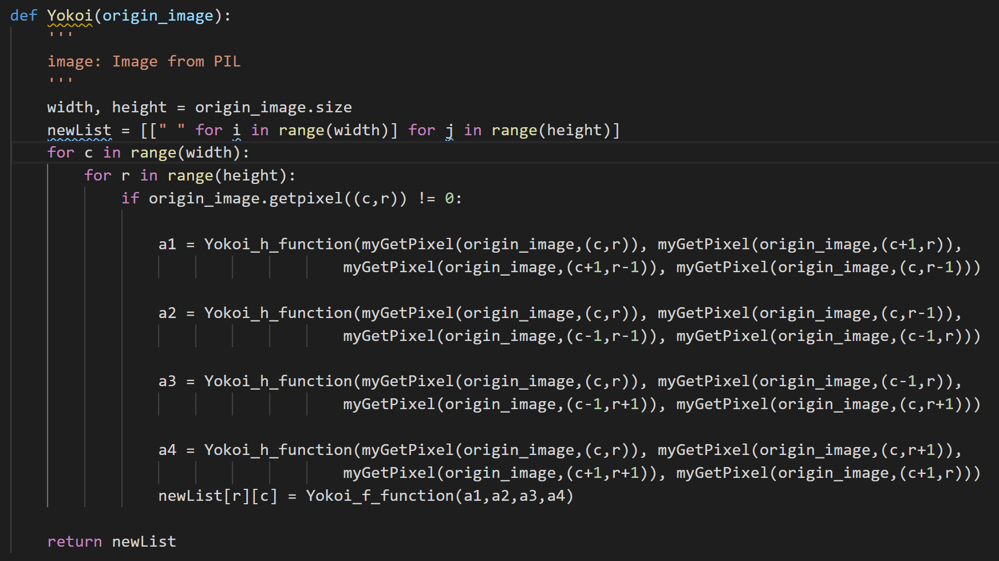 def Yokoi(origin_image):
    '''
    image: Image from PIL
    '''
    width, height = origin_image.size
    newList = [[" " for i in range(width)] for j in range(height)]
    for c in range(width):
        for r in range(height):
            if origin_image.getpixel((c,r)) != 0:
                a1 = Yokoi_h_function(myGetPixel(origin_image,(c,r)), myGetPixel(origin_image,(c+1,r)),
                                    myGetPixel(origin_image,(c+1,r-1)), myGetPixel(origin_image,(c,r-1)))
                a2 = Yokoi_h_function(myGetPixel(origin_image,(c,r)), myGetPixel(origin_image,(c,r-1)),
                                    myGetPixel(origin_image,(c-1,r-1)), myGetPixel(origin_image,(c-1,r)))
                a3 = Yokoi_h_function(myGetPixel(origin_image,(c,r)), myGetPixel(origin_image,(c-1,r)),
                                    myGetPixel(origin_image,(c-1,r+1)), myGetPixel(origin_image,(c,r+1)))
                a4 = Yokoi_h_function(myGetPixel(origin_image,(c,r)), myGetPixel(origin_image,(c,r+1)),
                                    myGetPixel(origin_image,(c+1,r+1)), myGetPixel(origin_image,(c+1,r)))
                newList[r][c] = Yokoi_f_function(a1,a2,a3,a4)
    return newList